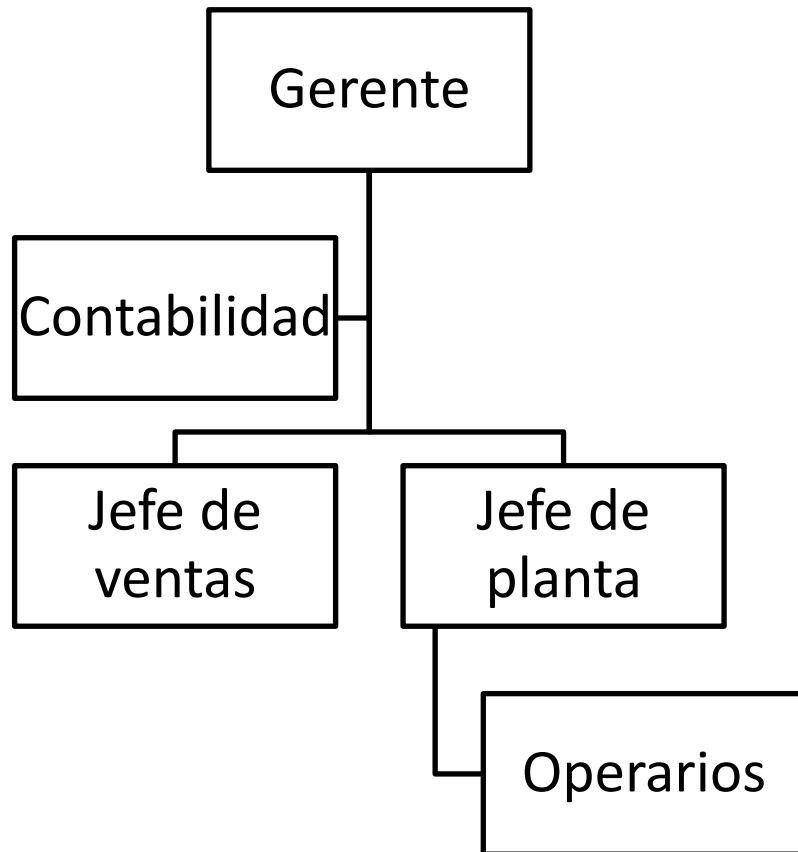 Gerente
Contabilidad
Jefe de
ventas
Jefe de
planta
Operarios